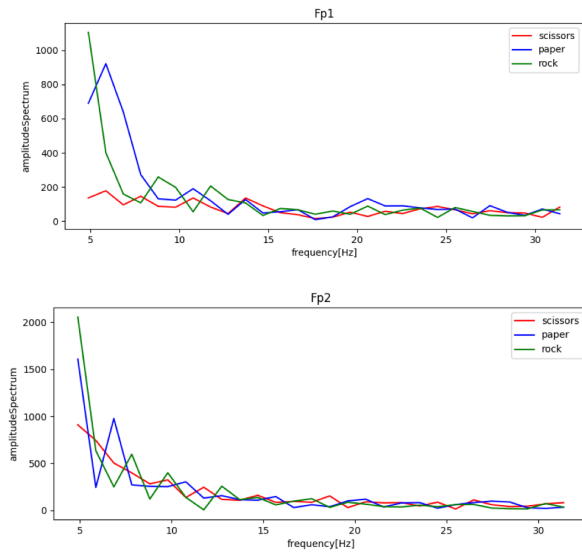 Fp1
1000
800
600
400
200
0
amplitudeSpectrum
scissors
paper
rock
5
10
15
20
25
30
frequency[Hz]
Fp2
2000
1500
1000
500
0
amplitudeSpectrum
scissors
paper
rock
5
10
15
20
25
30
frequency[Hz]